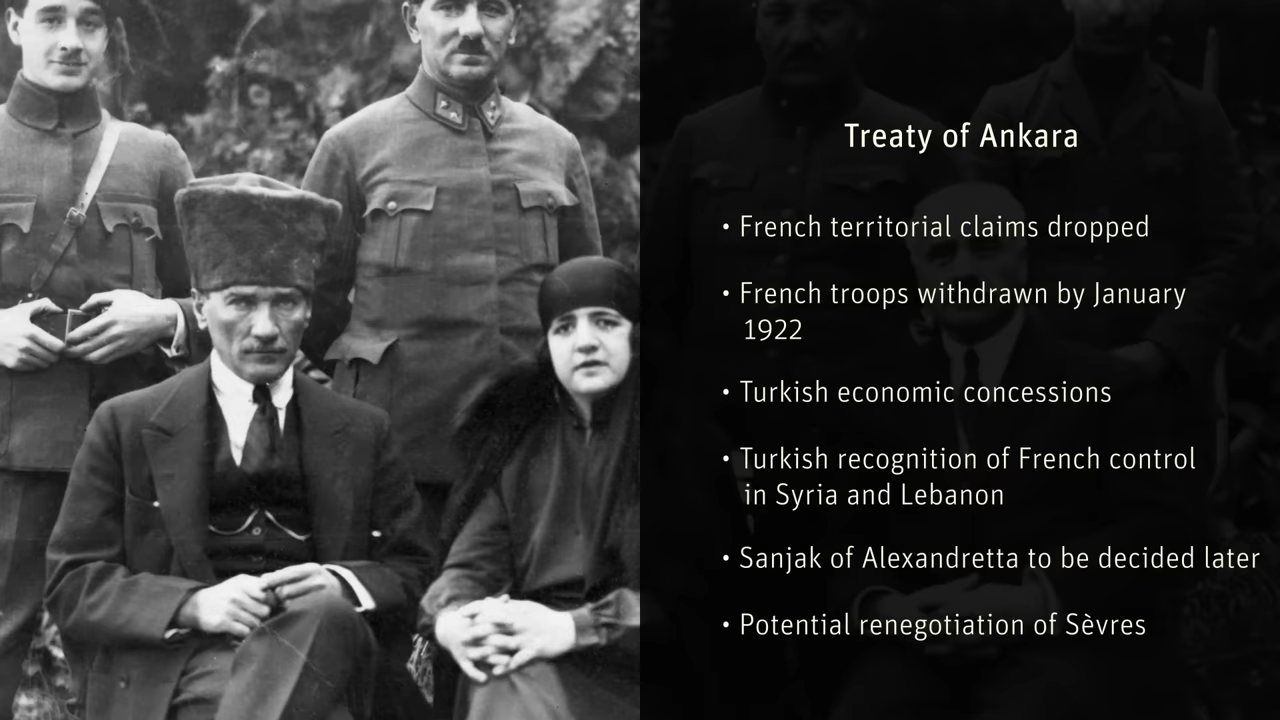 Treaty of Ankara
• French territorial claims dropped
• French troops withdrawn by January
1922
• Turkish economic concessions
• Turkish recognition of French control
in Syria and Lebanon
• Sanjak of Alexandretta to be decided later
• Potential renegotiation of Sèvres